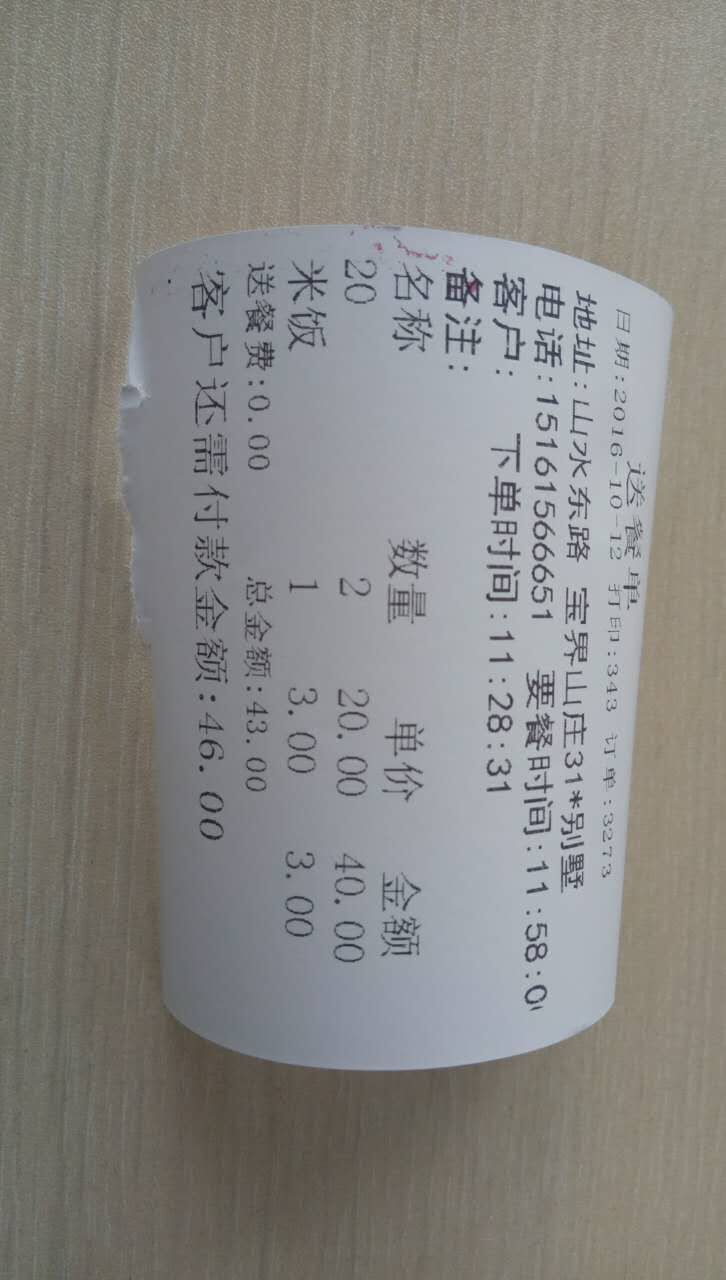 送餐单
日期:2016-10-12 打印:343 订单:3273
地址:山水东路 宝界山庄31*别墅
电话:15161566651 要餐时间:11:58:0
客户: 下单时间:11:28:31
备注:
名称 数量 单价 金额
20 2 20.00 40.00
米饭 1 3.00 3.00
送餐费:0.00 总金额:43.00
客户还需付款金额:46.00